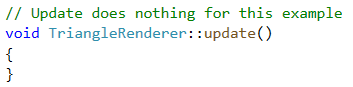 // Update does nothing for this example
void TriangleRenderer::update()
{
}